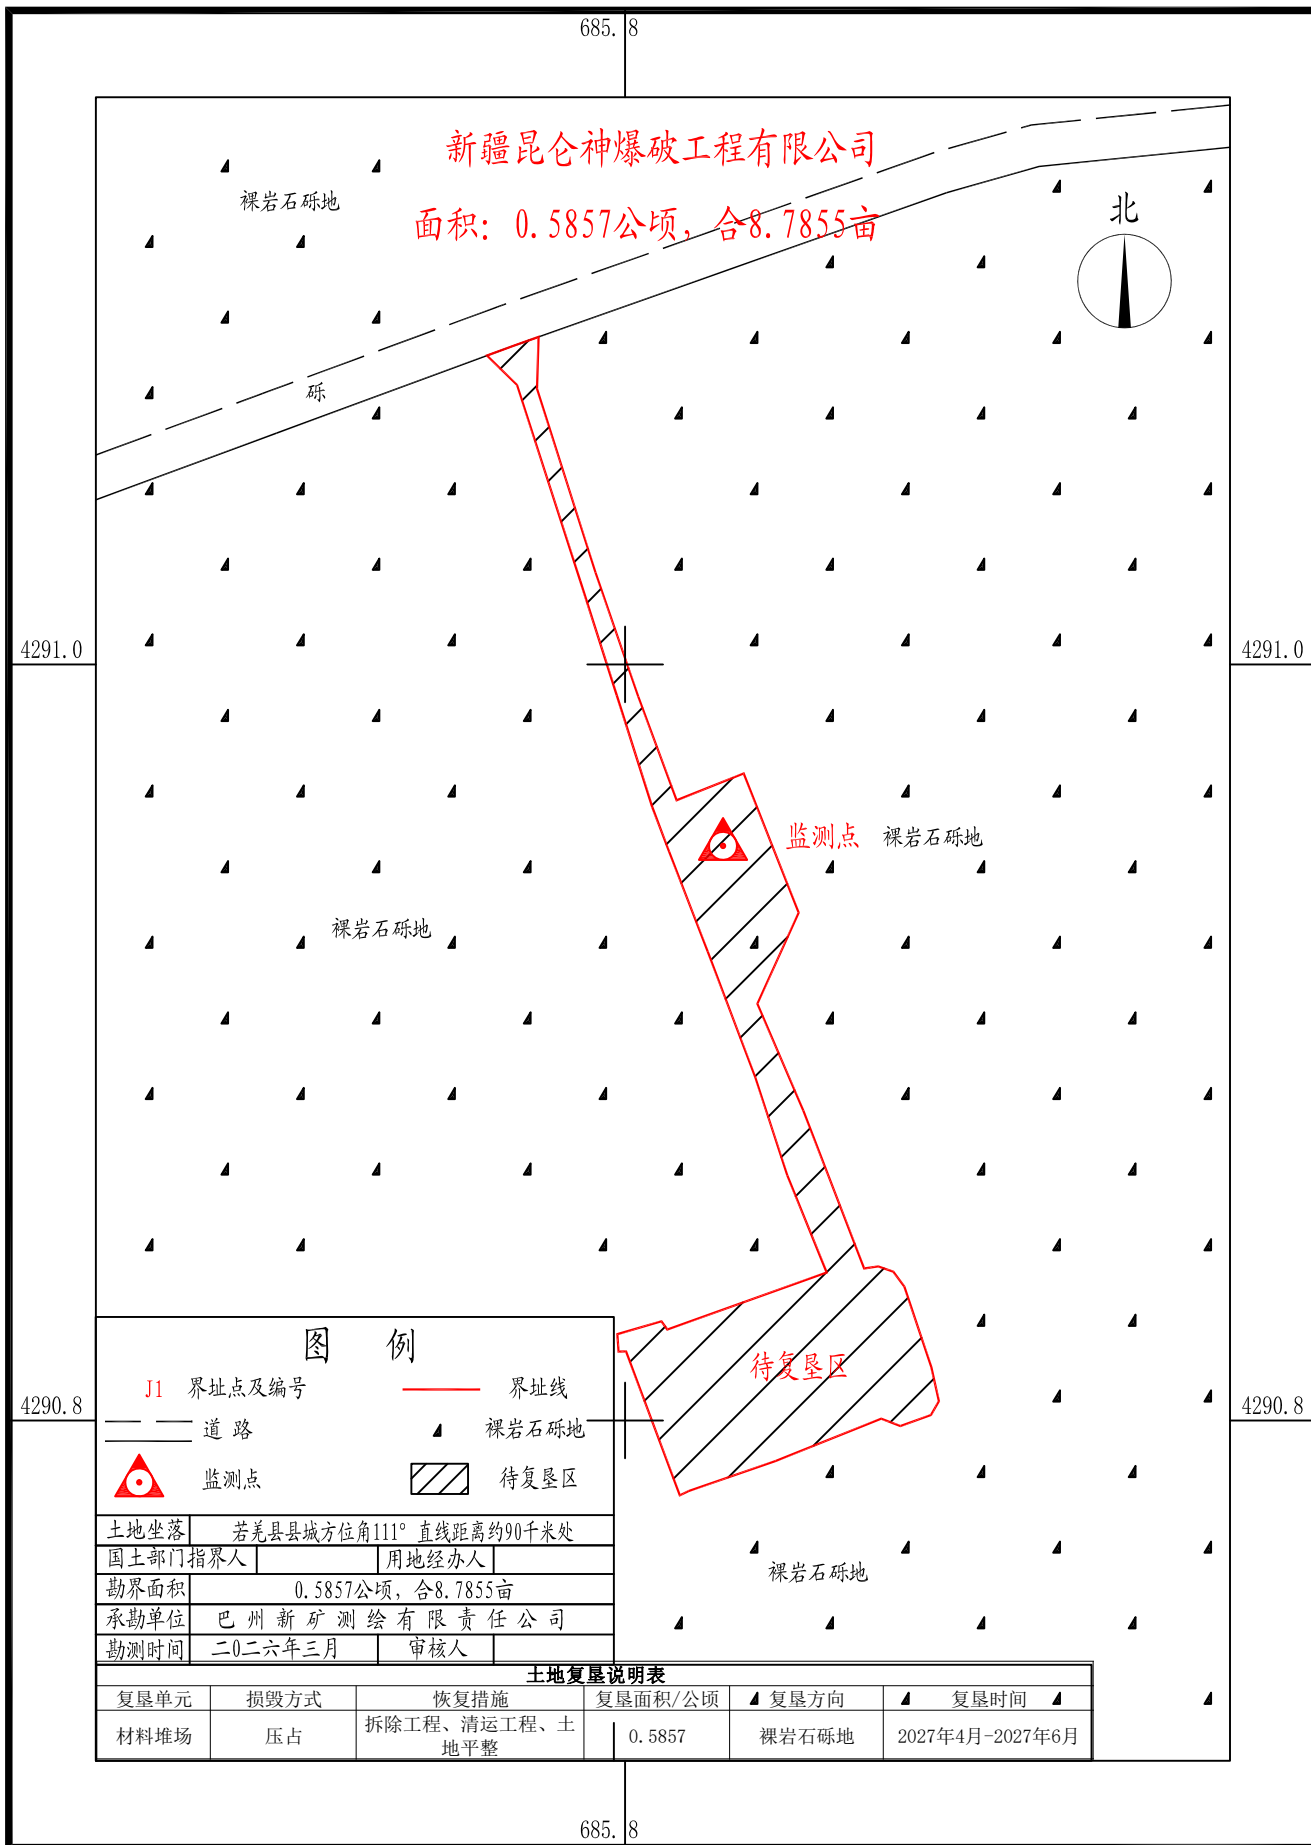 685.8
新疆昆仑神爆破工程有限公司
面积：0.5857公顷，合8.7855亩
裸岩石砾地
北
砾
4291.0
4291.0
监测点
裸岩石砾地
裸岩石砾地
待复垦区
4290.8
4290.8
裸岩石砾地
图 例
J1 界址点及编号 界址线
道 路 裸岩石砾地
监测点 待复垦区
土地坐落 若羌县县城方位角111° 直线距离约90千米处
国土部门指界人 用地经办人
勘界面积 0.5857公顷，合8.7855亩
承勘单位 巴州新矿测绘有限责任公司
勘测时间 二0二六年三月 审核人
土地复垦说明表
复垦单元 损毁方式 恢复措施 复垦面积/公顷 复垦方向 复垦时间
材料堆场 压占 拆除工程、清运工程、土地平整 0.5857 裸岩石砾地 2027年4月-2027年6月
685.8